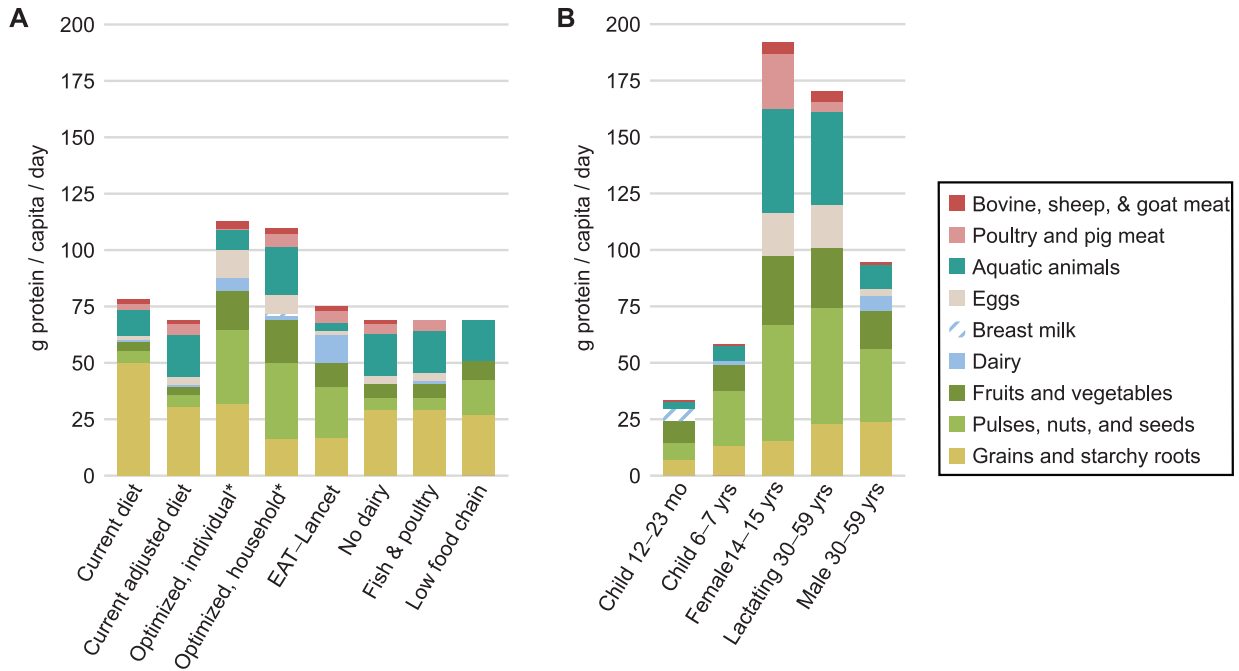 A
g protein / capita / day
200
175
150
125
100
75
50
25
0
Current diet
Current adjusted diet
Optimized, individual*
Optimized, household*
EAT–Lancet
No dairy
Fish & poultry
Low food chain
B
g protein / capita / day
200
175
150
125
100
75
50
25
0
Child 12–23 mo
Child 6–7 yrs
Female14–15 yrs
Lactating 30–59 yrs
Male 30–59 yrs
Bovine, sheep, & goat meat
Poultry and pig meat
Aquatic animals
Eggs
Breast milk
Dairy
Fruits and vegetables
Pulses, nuts, and seeds
Grains and starchy roots